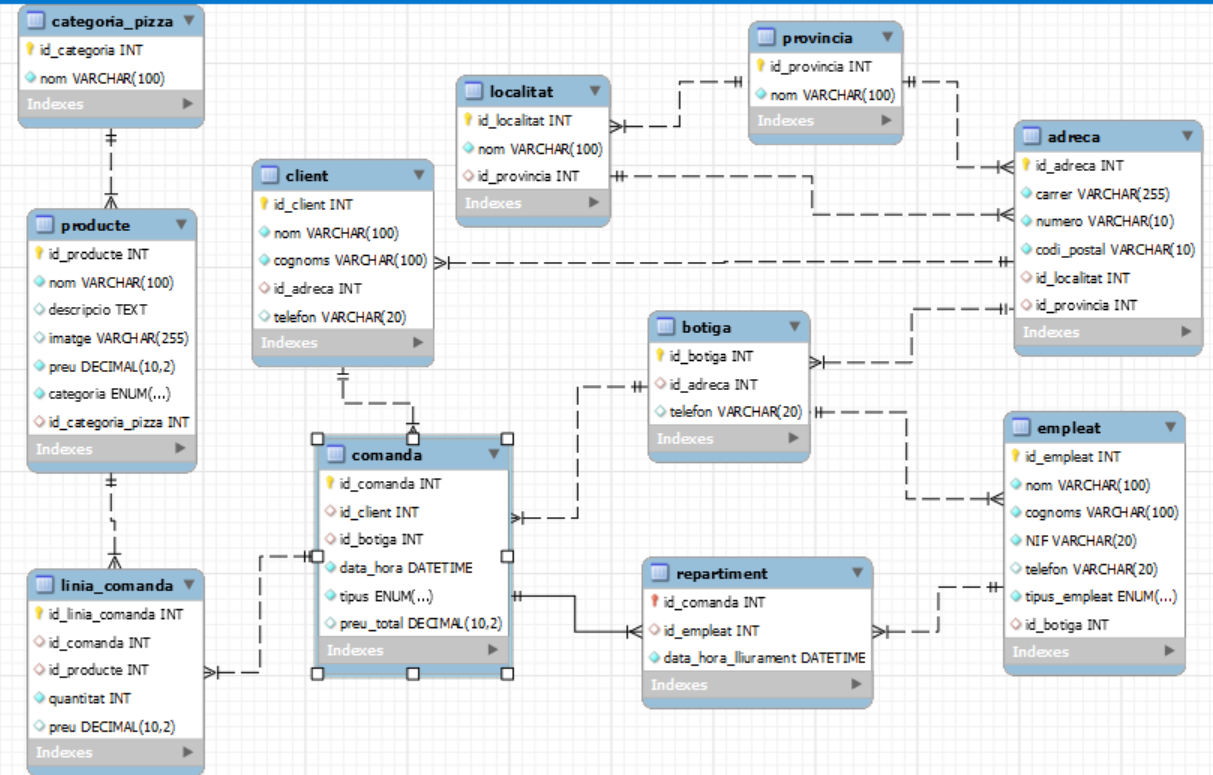 categoria_pizza
id_categoria INT
nom VARCHAR(100)
Indexes
provincia
id_provincia INT
nom VARCHAR(100)
Indexes
localitat
id_localitat INT
nom VARCHAR(100)
id_provincia INT
Indexes
adreca
id_adreca INT
carrer VARCHAR(255)
numero VARCHAR(10)
codi_postal VARCHAR(10)
id_localitat INT
id_provincia INT
Indexes
client
id_client INT
nom VARCHAR(100)
cognoms VARCHAR(100)
id_adreca INT
telefon VARCHAR(20)
Indexes
producte
id_producte INT
nom VARCHAR(100)
descripcio TEXT
imatge VARCHAR(255)
preu DECIMAL(10,2)
categoria ENUM(...)
id_categoria_pizza INT
Indexes
botiga
id_botiga INT
id_adreca INT
telefon VARCHAR(20)
Indexes
empleat
id_empleat INT
nom VARCHAR(100)
cognoms VARCHAR(100)
NIF VARCHAR(20)
telefon VARCHAR(20)
tipus_empleat ENUM(...)
id_botiga INT
Indexes
comanda
id_comanda INT
id_client INT
id_botiga INT
data_hora DATETIME
tipus ENUM(...)
preu_total DECIMAL(10,2)
Indexes
repartiment
id_comanda INT
id_empleat INT
data_hora_lliurament DATETIME
Indexes
linia_comanda
id_linia_comanda INT
id_comanda INT
id_producte INT
quantitat INT
preu DECIMAL(10,2)
Indexes